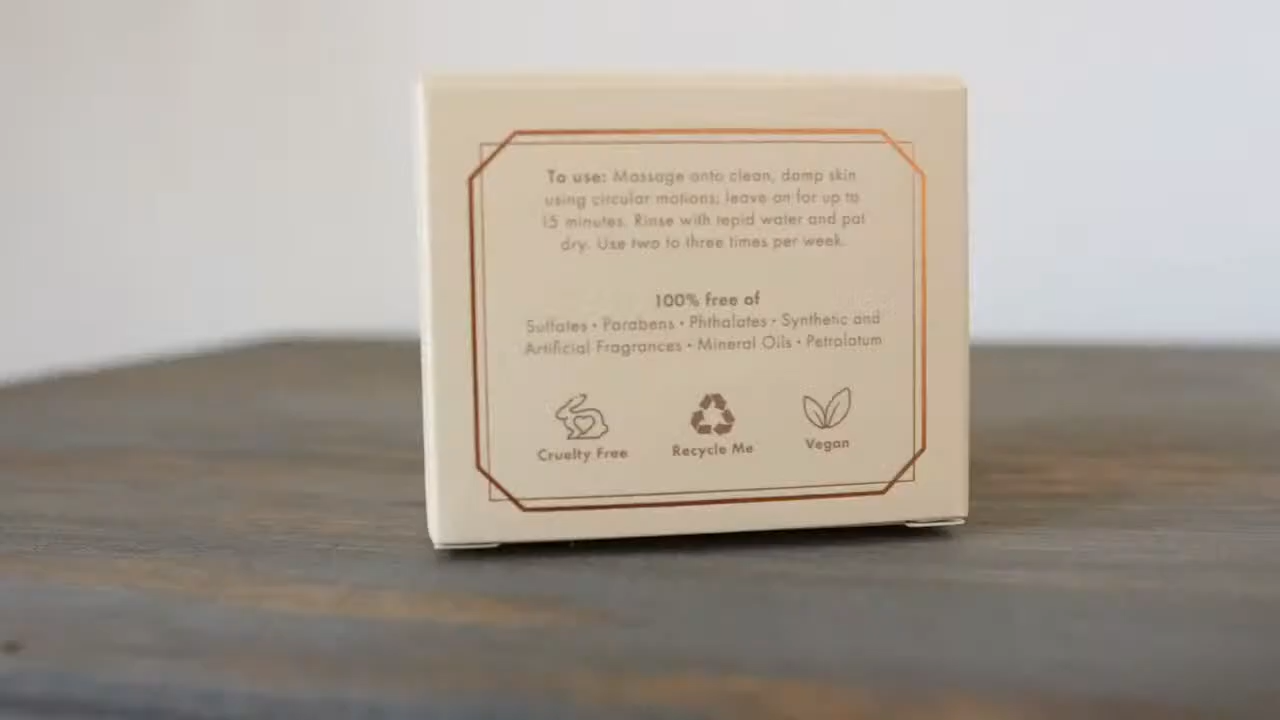 To use: Massage onto clean, damp skin
using circular motions; leave on for up to
15 minutes. Rinse with tepid water and pat
dry. Use two to three times per week.
100% free of
Sulfates • Parabens • Phthalates • Synthetic and
Artificial Fragrances • Mineral Oils • Petrolatum
Cruelty Free
Recycle Me
Vegan